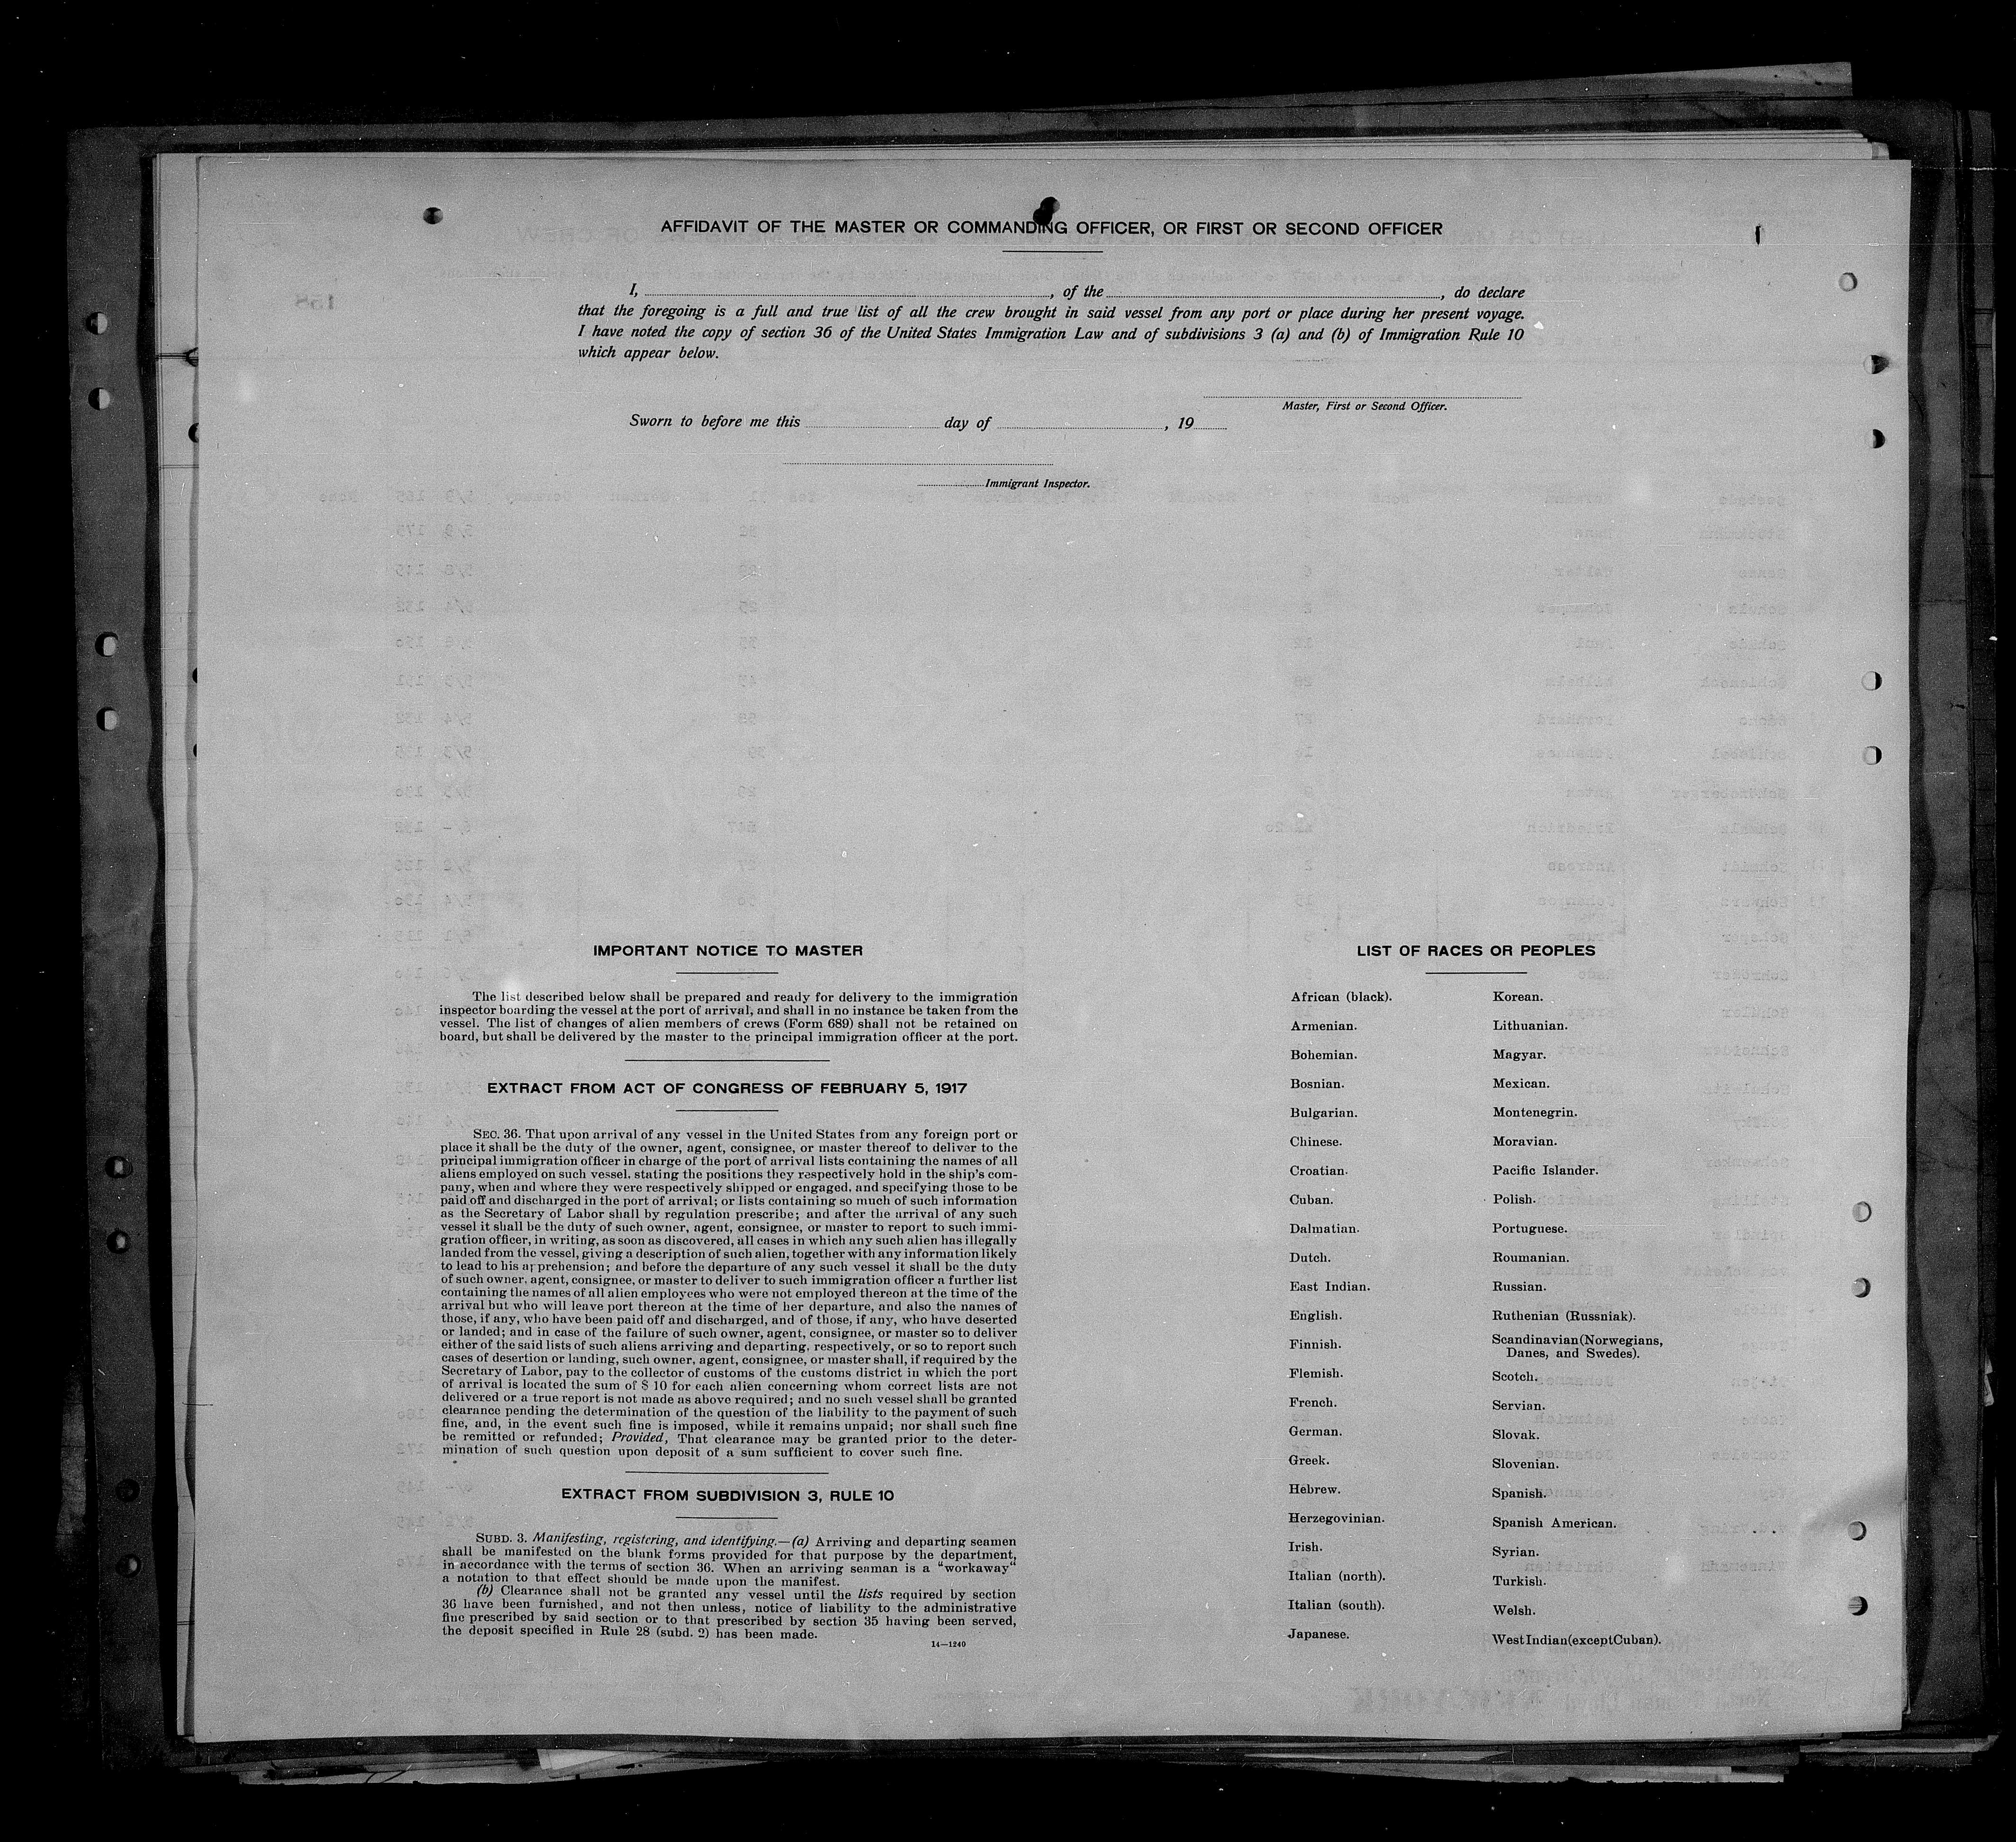 AFFIDAVIT OF THE MASTER OR COMMANDING OFFICER, OR FIRST OR SECOND OFFICER
I, , of the , do declare
that the foregoing is a full and true list of all the crew brought in said vessel from any port or place during her present voyage.
I have noted the copy of section 36 of the United States Immigration Law and of subdivisions 3 (a) and (b) of Immigration Rule 10
which appear below.
Master, First or Second Officer.
Sworn to before me this day of , 19
Immigrant Inspector.
IMPORTANT NOTICE TO MASTER
The list described below shall be prepared and ready for delivery to the immigration
inspector boarding the vessel at the port of arrival, and shall in no instance be taken from the
vessel. The list of changes of alien members of crews (Form 689) shall not be retained on
board, but shall be delivered by the master to the principal immigration officer at the port.
EXTRACT FROM ACT OF CONGRESS OF FEBRUARY 5, 1917
SEC. 36. That upon arrival of any vessel in the United States from any foreign port or
place it shall be the duty of the owner, agent, consignee, or master thereof to deliver to the
principal immigration officer in charge of the port of arrival lists containing the names of all
aliens employed on such vessel, stating the positions they respectively hold in the ship's com-
pany, when and where they were respectively shipped or engaged, and specifying those to be
paid off and discharged in the port of arrival; or lists containing so much of such information
as the Secretary of Labor shall by regulation prescribe; and after the arrival of any such
vessel it shall be the duty of such owner, agent, consignee, or master to report to such immi-
gration officer, in writing, as soon as discovered, all cases in which any such alien has illegally
landed from the vessel, giving a description of such alien, together with any information likely
to lead to his apprehension; and before the departure of any such vessel it shall be the duty
of such owner, agent, consignee, or master to deliver to such immigration officer a further list
containing the names of all alien employees who were not employed thereon at the time of the
arrival but who will leave port thereon at the time of her departure, and also the names of
those, if any, who have been paid off and discharged, and of those, if any, who have deserted
or landed; and in case of the failure of such owner, agent, consignee, or master so to deliver
either of the said lists of such aliens arriving and departing, respectively, or so to report such
cases of desertion or landing, such owner, agent, consignee, or master shall, if required by the
Secretary of Labor, pay to the collector of customs of the customs district in which the port
of arrival is located the sum of $ 10 for each alien concerning whom correct lists are not
delivered or a true report is not made as above required; and no such vessel shall be granted
clearance pending the determination of the question of the liability to the payment of such
fine, and, in the event such fine is imposed, while it remains unpaid; nor shall such fine
be remitted or refunded; Provided, That clearance may be granted prior to the deter-
mination of such question upon deposit of a sum sufficient to cover such fine.
EXTRACT FROM SUBDIVISION 3, RULE 10
SUBD. 3. Manifesting, registering, and identifying.—(a) Arriving and departing seamen
shall be manifested on the blank forms provided for that purpose by the department,
in accordance with the terms of section 36. When an arriving seaman is a "workaway"
a notation to that effect should be made upon the manifest.
(b) Clearance shall not be granted any vessel until the lists required by section
36 have been furnished, and not then unless, notice of liability to the administrative
fine prescribed by said section or to that prescribed by section 35 having been served,
the deposit specified in Rule 28 (subd. 2) has been made.
14—1240
LIST OF RACES OR PEOPLES
African (black).
Armenian.
Bohemian.
Bosnian.
Bulgarian.
Chinese.
Croatian.
Cuban.
Dalmatian.
Dutch.
East Indian.
English.
Finnish.
Flemish.
French.
German.
Greek.
Hebrew.
Herzegovinian.
Irish.
Italian (north).
Italian (south).
Japanese.
Korean.
Lithuanian.
Magyar.
Mexican.
Montenegrin.
Moravian.
Pacific Islander.
Polish.
Portuguese.
Roumanian.
Russian.
Ruthenian (Russniak).
Scandinavian (Norwegians,
Danes, and Swedes).
Scotch.
Servian.
Slovak.
Slovenian.
Spanish.
Spanish American.
Syrian.
Turkish.
Welsh.
West Indian (except Cuban).